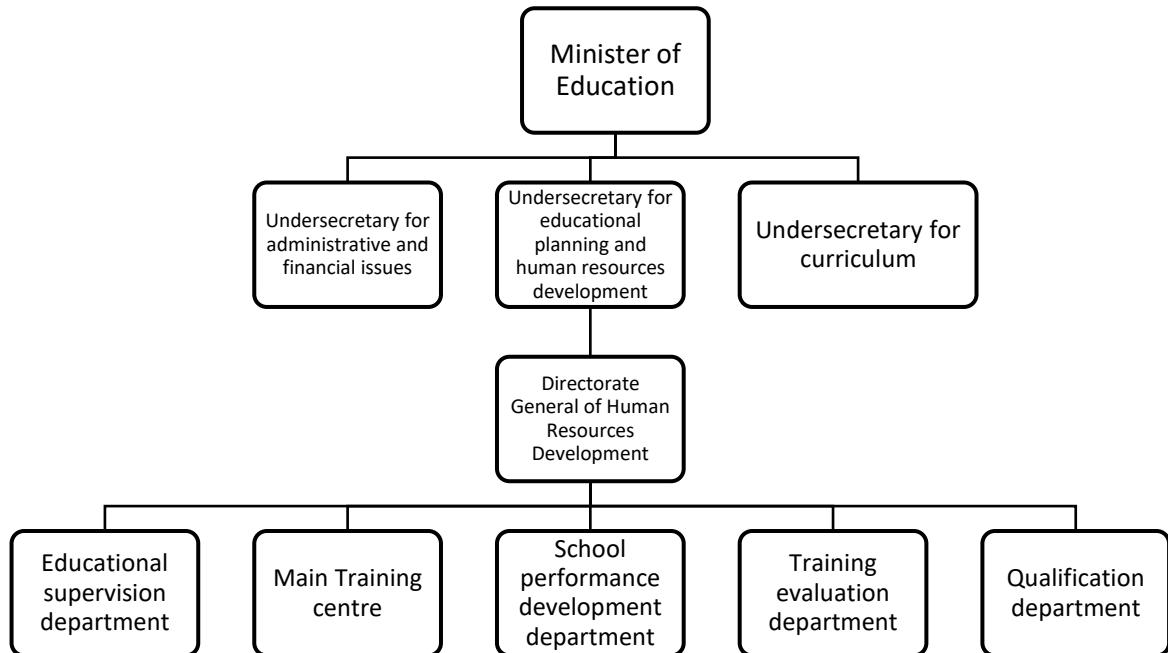 Minister of
Education
Undersecretary for
administrative and
financial issues
Undersecretary for
educational
planning and
human resources
development
Undersecretary for
curriculum
Directorate
General of Human
Resources
Development
Educational
supervision
department
Main Training
centre
School
performance
development
department
Training
evaluation
department
Qualification
department